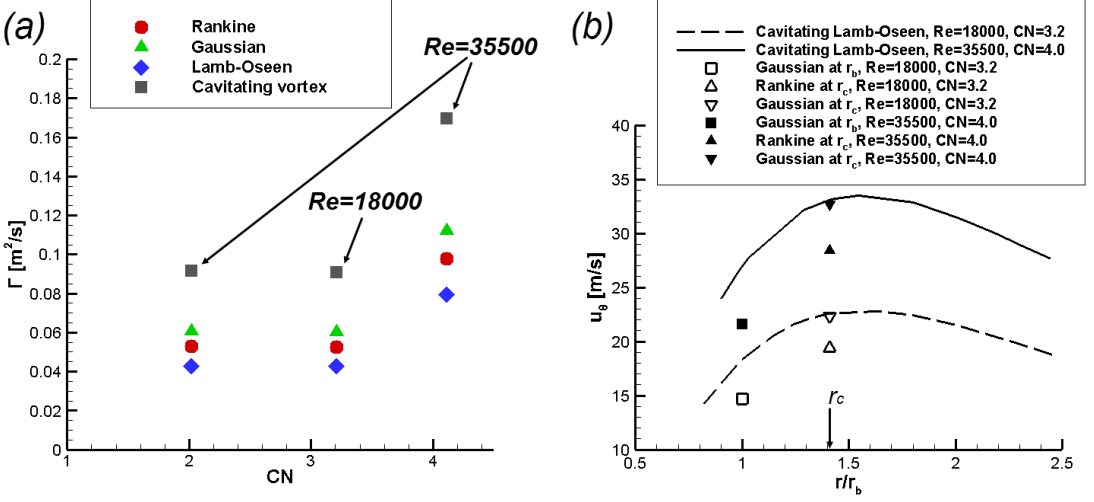 (a)
Rankine
Gaussian
Lamb-Oseen
Cavitating vortex
Re=35500
Re=18000
0.2
0.18
0.16
0.14
0.12
0.1
0.08
0.06
0.04
0.02
0
Γ [m²/s]
1
2
3
4
CN
(b)
Cavitating Lamb-Oseen, Re=18000, CN=3.2
Cavitating Lamb-Oseen, Re=35500, CN=4.0
Gaussian at r_b, Re=18000, CN=3.2
Rankine at r_c, Re=18000, CN=3.2
Gaussian at r_c, Re=18000, CN=3.2
Gaussian at r_b, Re=35500, CN=4.0
Rankine at r_c, Re=35500, CN=4.0
Gaussian at r_c, Re=35500, CN=4.0
40
35
30
25
20
15
10
u_θ [m/s]
r_c
0.5
1
1.5
2
2.5
r/r_b